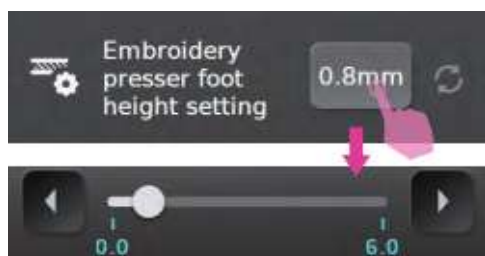 Embroidery
presser foot
height setting
0.8mm
0.0
6.0